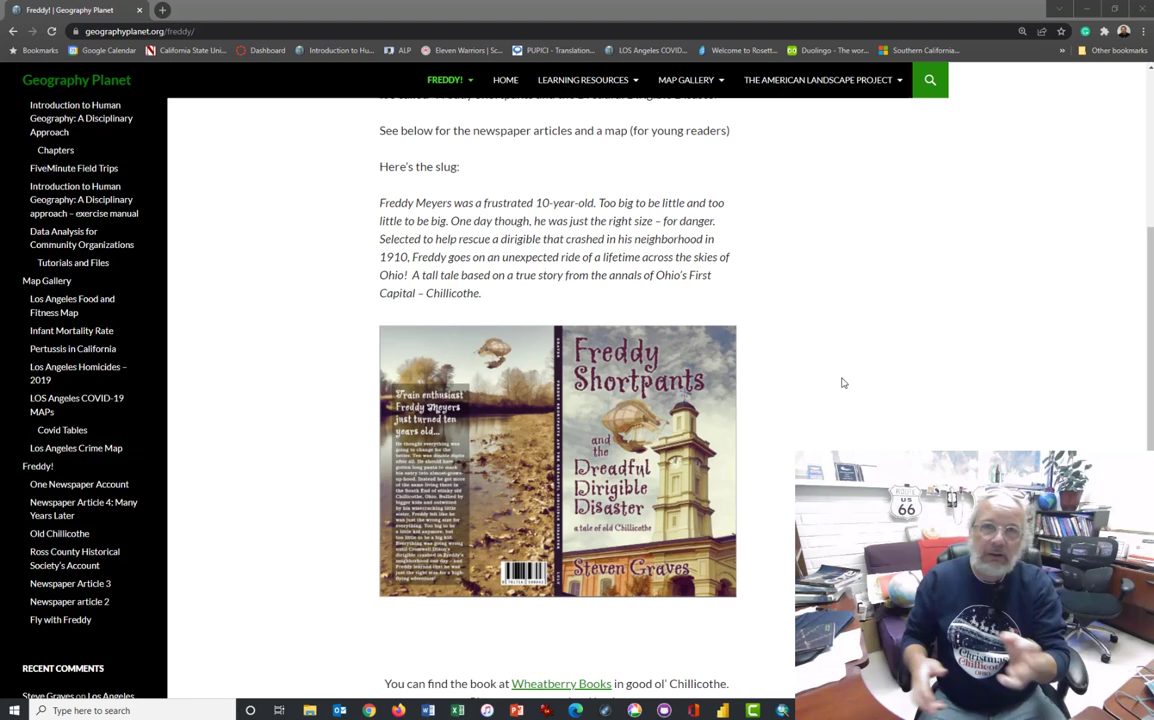 Freddy! | Geography Planet
geographyplanet.org/freddy/
Bookmarks
Google Calendar
California State Uni...
Dashboard
Introduction to Hu...
ALP
Eleven Warriors | Sc...
PUPICI - Translation...
LOS Angeles COVID...
Welcome to Rosett...
Duolingo - The wor...
Southern California...
»
Other bookmarks
Geography Planet
FREDDY!
HOME
LEARNING RESOURCES
MAP GALLERY
THE AMERICAN LANDSCAPE PROJECT
Introduction to Human
Geography: A Disciplinary
Approach
Chapters
FiveMinute Field Trips
Introduction to Human
Geography: A Disciplinary
approach – exercise manual
Data Analysis for
Community Organizations
Tutorials and Files
Map Gallery
Los Angeles Food and
Fitness Map
Infant Mortality Rate
Pertussis in California
Los Angeles Homicides –
2019
LOS Angeles COVID-19
MAPs
Covid Tables
Los Angeles Crime Map
Freddy!
One Newspaper Account
Newspaper Article 4: Many
Years Later
Old Chillicothe
Ross County Historical
Society's Account
Newspaper Article 3
Newspaper article 2
Fly with Freddy
RECENT COMMENTS
Steve Graves on Los Angeles
See below for the newspaper articles and a map (for young readers)
Here's the slug:
Freddy Meyers was a frustrated 10-year-old. Too big to be little and too
little to be big. One day though, he was just the right size – for danger.
Selected to help rescue a dirigible that crashed in his neighborhood in
1910, Freddy goes on an unexpected ride of a lifetime across the skies of
Ohio! A tall tale based on a true story from the annals of Ohio's First
Capital – Chillicothe.
Train enthusiast
Freddy Meyers
just turned ten
years old...
Freddy
Shortpants
and
the
Dreadful
Dirigible
Disaster
a tale of old Chillicothe
Steven Graves
You can find the book at Wheatberry Books in good ol' Chillicothe.
ROUTE
US
66
Christmas
Type here to search